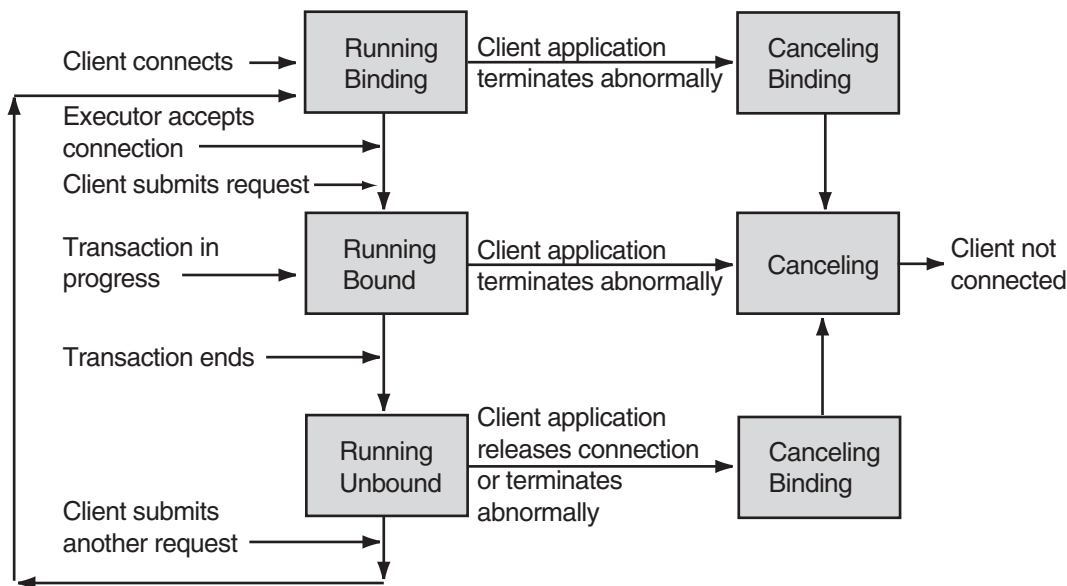 Client connects
Running
Binding
Client application
terminates abnormally
Canceling
Binding
Executor accepts
connection
Client submits request
Transaction in
progress
Running
Bound
Client application
terminates abnormally
Canceling
Client not
connected
Transaction ends
Running
Unbound
Client application
releases connection
or terminates
abnormally
Canceling
Binding
Client submits
another request